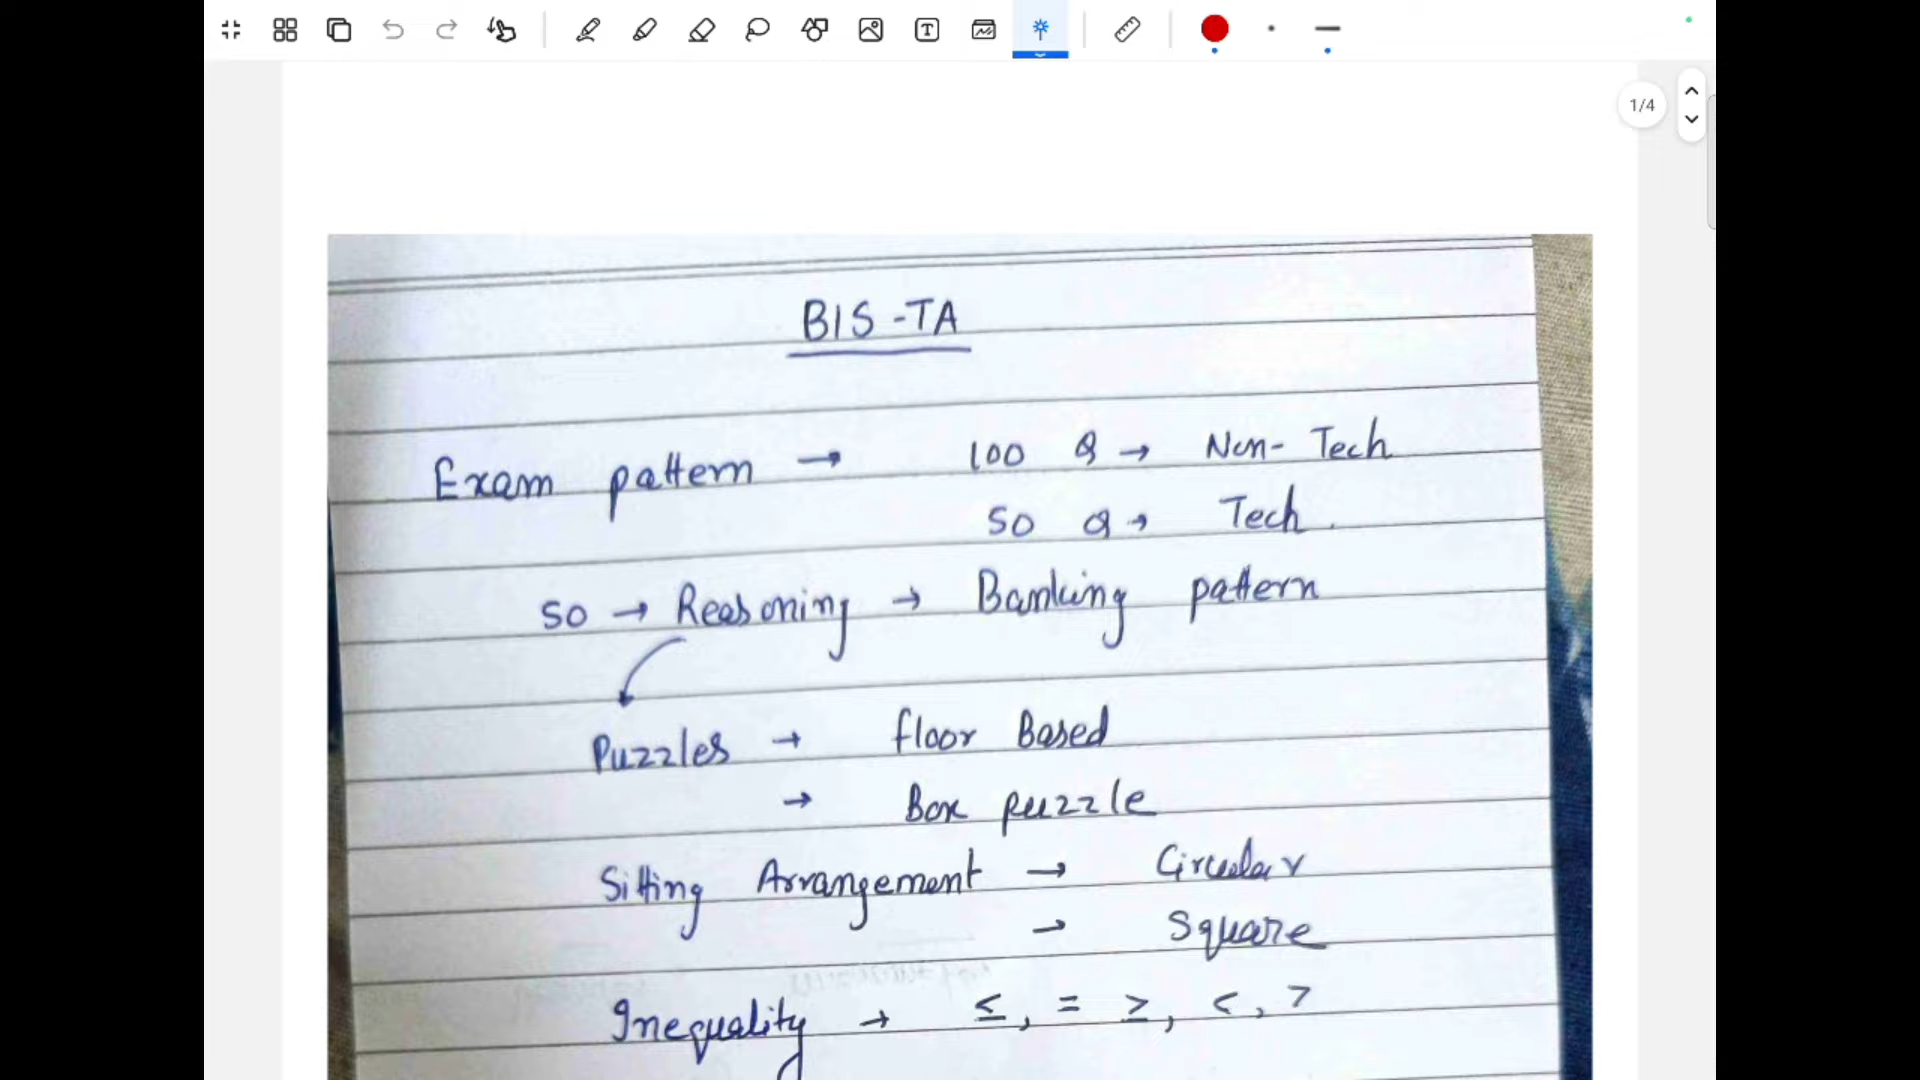 1/4
BIS-TA
Exam pattern → 100 Q → Non-Tech
50 Q → Tech.
50 → Reasoning → Banking pattern
Puzzles → floor Based
→ Box puzzle
Sitting Arrangement → Circular
→ Square
Inequality → ≤, = ≥, <, >